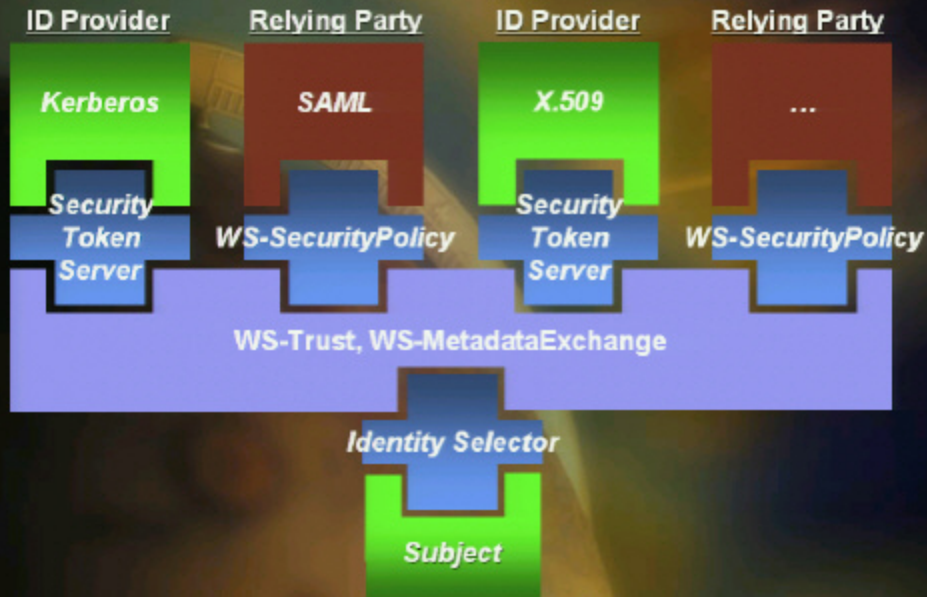 ID Provider
Relying Party
ID Provider
Relying Party
Kerberos
SAML
X.509
...
Security
Token
Server
WS-SecurityPolicy
Security
Token
Server
WS-SecurityPolicy
WS-Trust, WS-MetadataExchange
Identity Selector
Subject